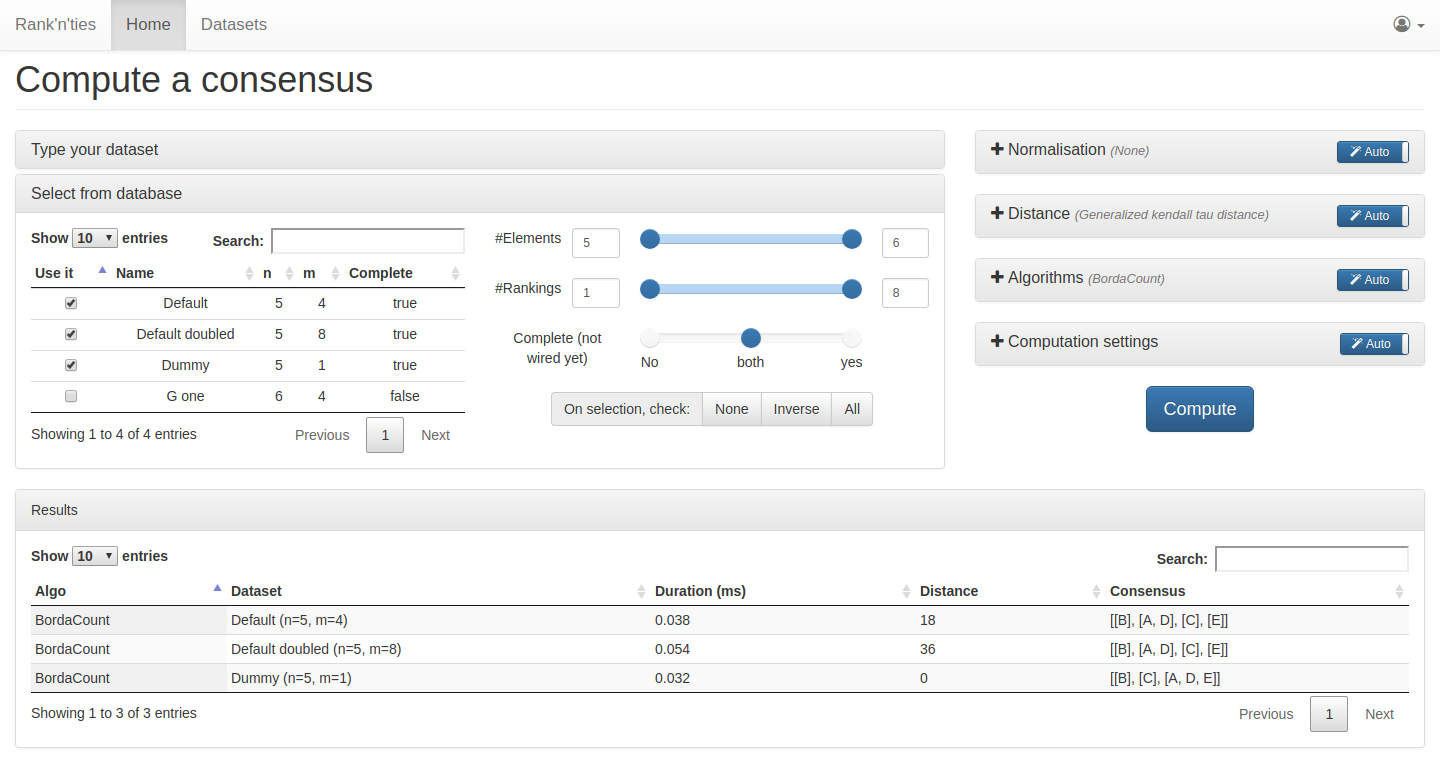 Rank'n'ties Home Datasets
Compute a consensus
Type your dataset
Select from database
Show 10 entries Search:
Use it Name n m Complete
Default 5 4 true
Default doubled 5 8 true
Dummy 5 1 true
G one 6 4 false
Showing 1 to 4 of 4 entries Previous 1 Next
#Elements 5 6
#Rankings 1 8
Complete (not
wired yet)
No both yes
On selection, check: None Inverse All
Normalisation (None) Auto
Distance (Generalized kendall tau distance) Auto
Algorithms (BordaCount) Auto
Computation settings Auto
Compute
Results
Show 10 entries Search:
Algo Dataset Duration (ms) Distance Consensus
BordaCount Default (n=5, m=4) 0.038 18 [[B], [A, D], [C], [E]]
BordaCount Default doubled (n=5, m=8) 0.054 36 [[B], [A, D], [C], [E]]
BordaCount Dummy (n=5, m=1) 0.032 0 [[B], [C], [A, D, E]]
Showing 1 to 3 of 3 entries Previous 1 Next